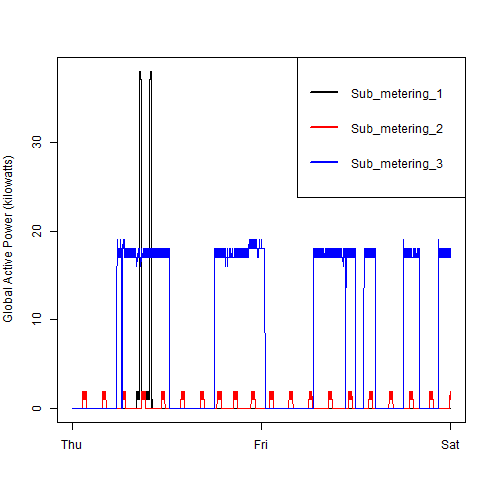 Sub_metering_1
Sub_metering_2
Sub_metering_3
Global Active Power (kilowatts)
30
20
10
0
Thu Fri Sat